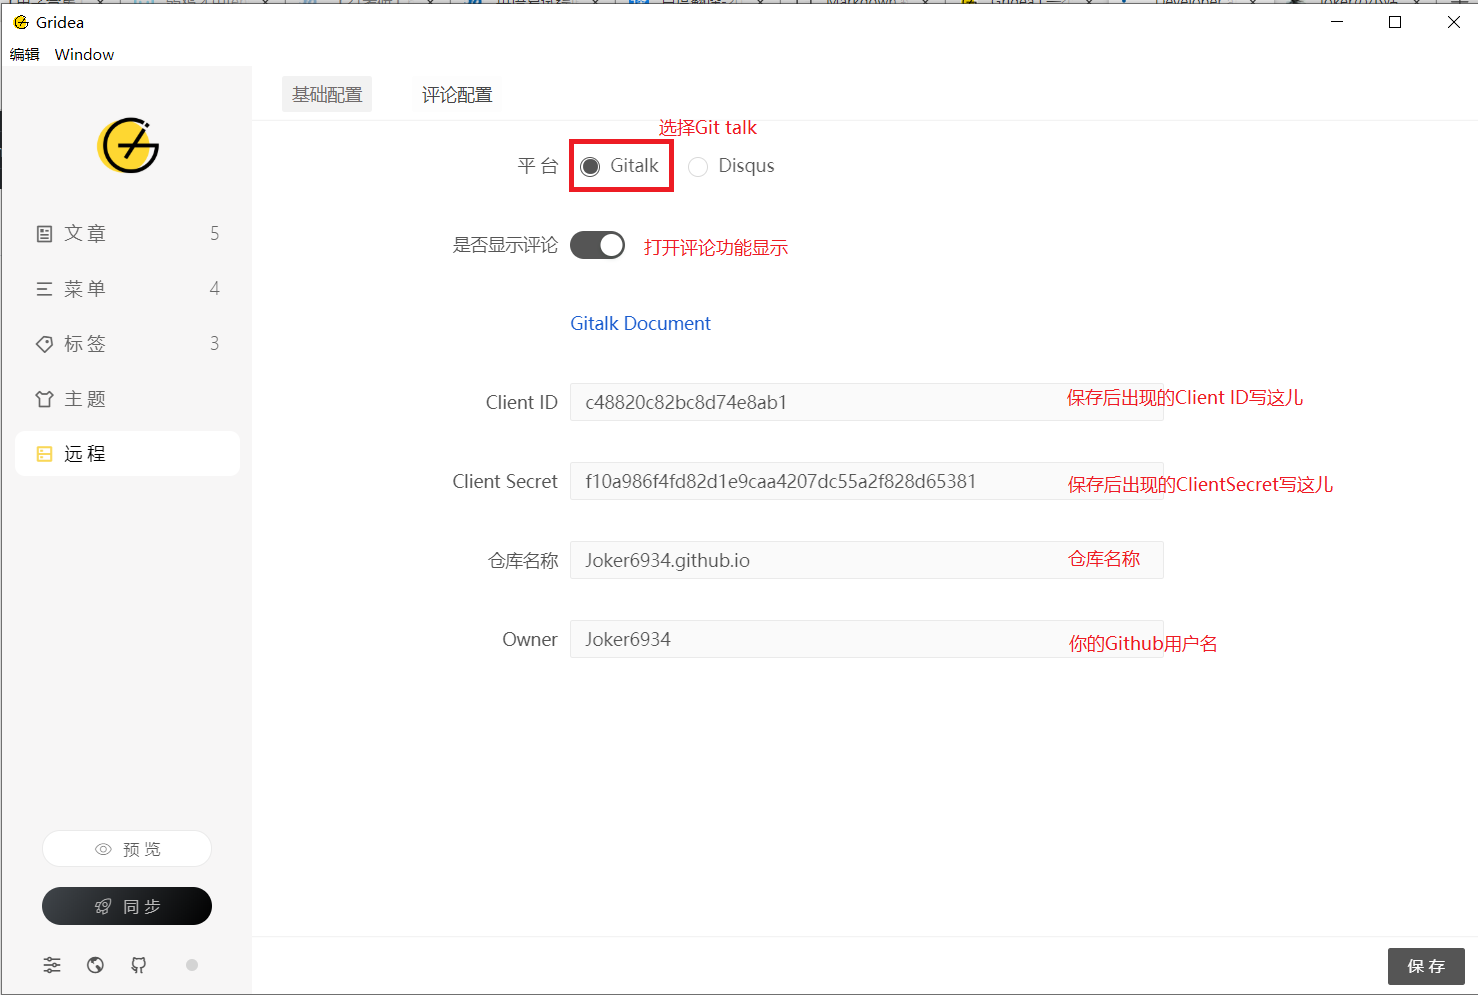 Gridea
编辑 Window
基础配置 评论配置
选择Git talk
平台 Gitalk Disqus
文章 5
是否显示评论 打开评论功能显示
菜单 4
Gitalk Document
标签 3
主题
Client ID c48820c82bc8d74e8ab1 保存后出现的Client ID写这儿
远程
Client Secret f10a986f4fd82d1e9caa4207dc55a2f828d65381 保存后出现的ClientSecret写这儿
仓库名称 Joker6934.github.io 仓库名称
Owner Joker6934 你的Github用户名
预览
同步
保存